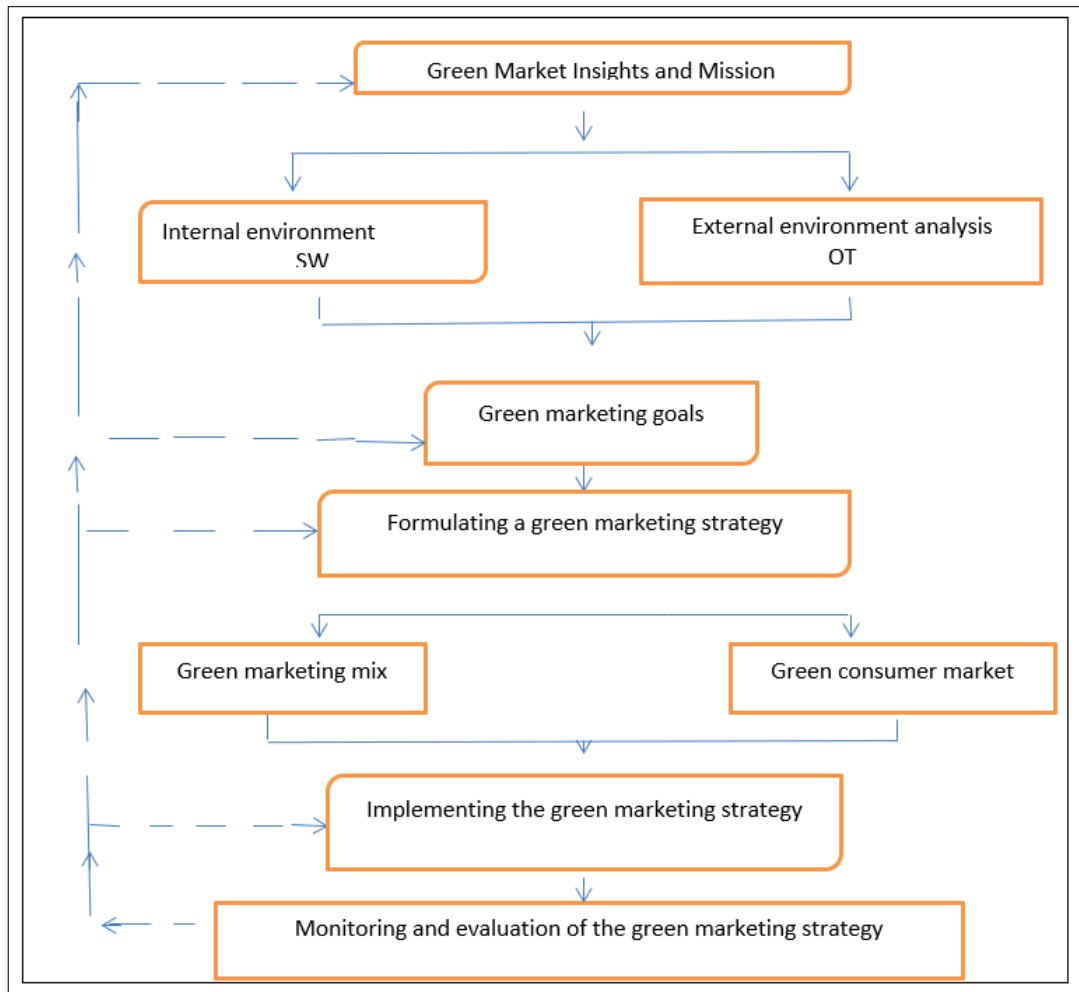 Green Market Insights and Mission
Internal environment
SW
External environment analysis
OT
Green marketing goals
Formulating a green marketing strategy
Green marketing mix
Green consumer market
Implementing the green marketing strategy
Monitoring and evaluation of the green marketing strategy